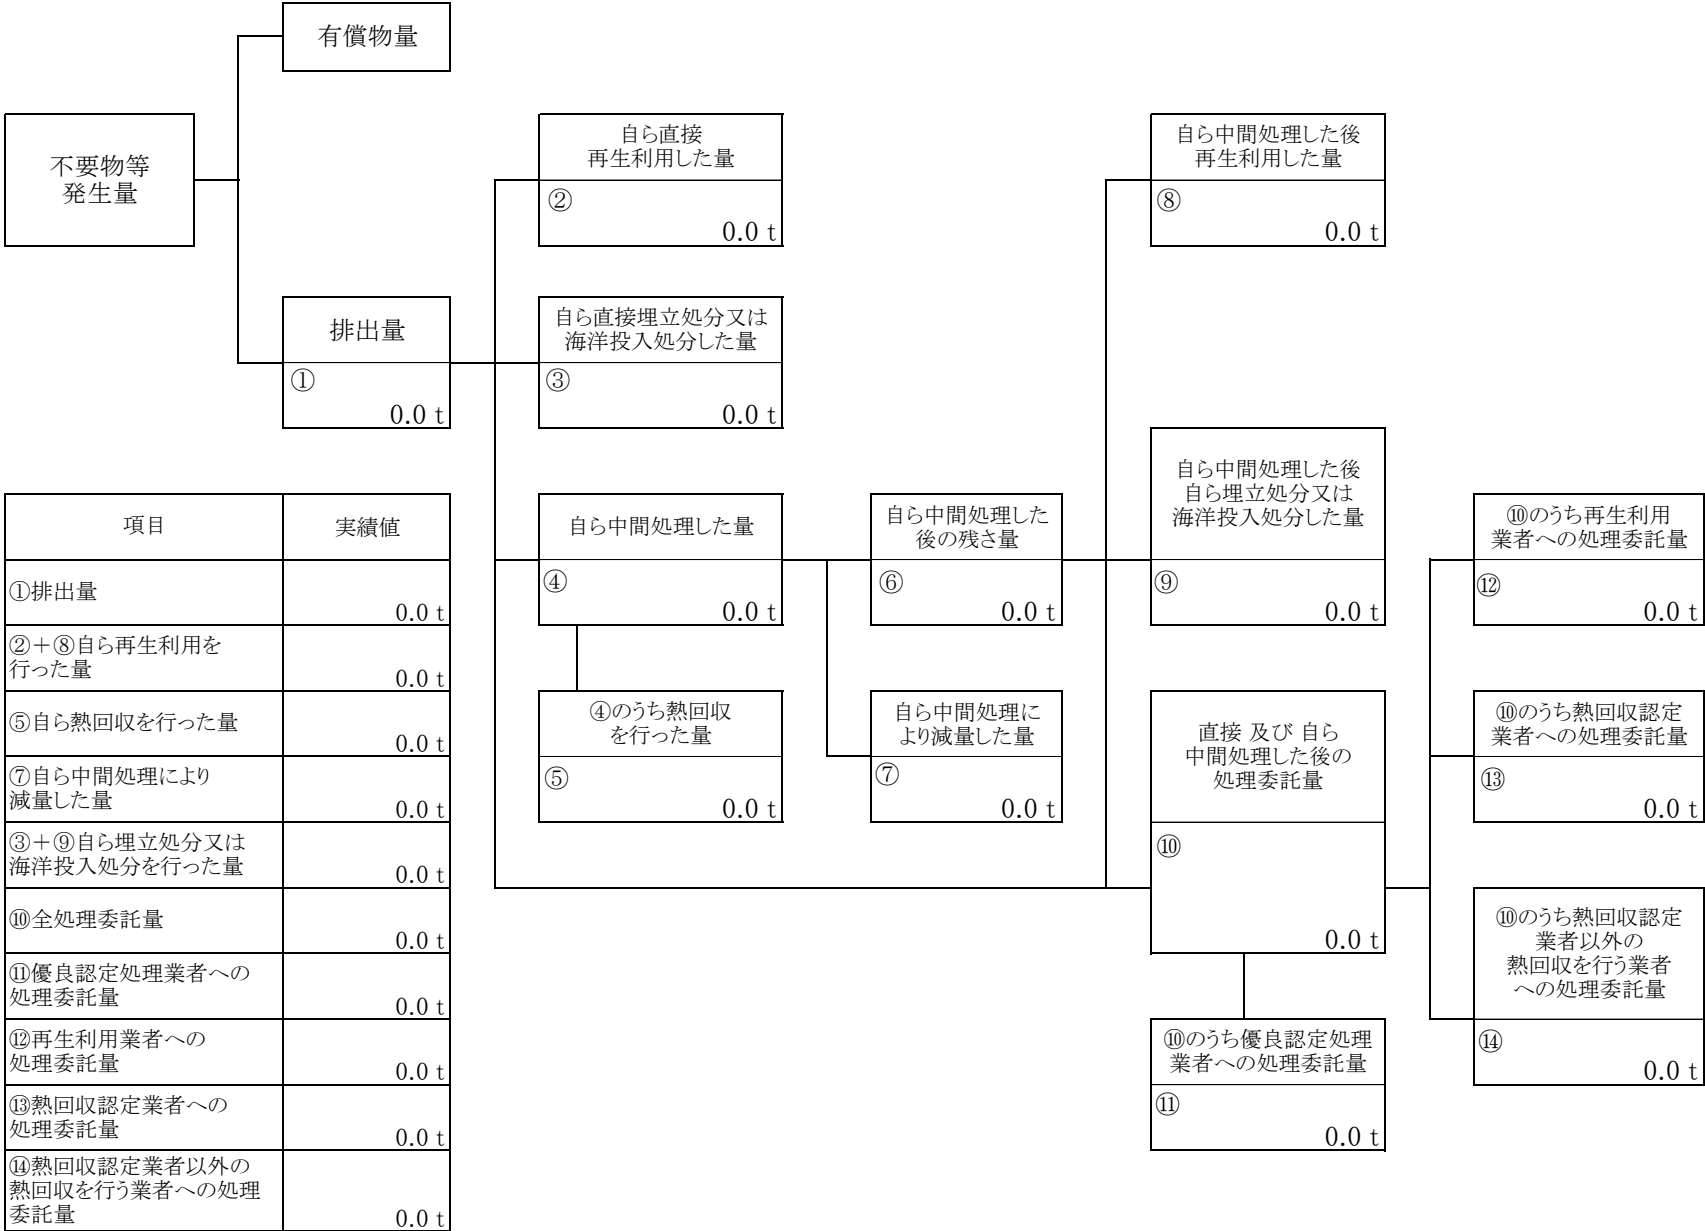 有償物量
不要物等
発生量
自ら直接
再生利用した量
②
0.0 t
自ら中間処理した後
再生利用した量
⑧
0.0 t
排出量
①
0.0 t
自ら直接埋立処分又は
海洋投入処分した量
③
0.0 t
自ら中間処理した量
④
0.0 t
自ら中間処理した
後の残さ量
⑥
0.0 t
自ら中間処理した後
自ら埋立処分又は
海洋投入処分した量
⑨
0.0 t
⑩のうち再生利用
業者への処理委託量
⑫
0.0 t
④のうち熱回収
を行った量
⑤
0.0 t
自ら中間処理に
より減量した量
⑦
0.0 t
直接 及び 自ら
中間処理した後の
処理委託量
⑩
0.0 t
⑩のうち熱回収認定
業者への処理委託量
⑬
0.0 t
⑩のうち熱回収認定
業者以外の
熱回収を行う業者
への処理委託量
⑭
0.0 t
⑩のうち優良認定処理
業者への処理委託量
⑪
0.0 t
項目
実績値
①排出量
0.0 t
②＋⑧自ら再生利用を
行った量
0.0 t
⑤自ら熱回収を行った量
0.0 t
⑦自ら中間処理により
減量した量
0.0 t
③＋⑨自ら埋立処分又は
海洋投入処分を行った量
0.0 t
⑩全処理委託量
0.0 t
⑪優良認定処理業者への
処理委託量
0.0 t
⑫再生利用業者への
処理委託量
0.0 t
⑬熱回収認定業者への
処理委託量
0.0 t
⑭熱回収認定業者以外の
熱回収を行う業者への処理
委託量
0.0 t